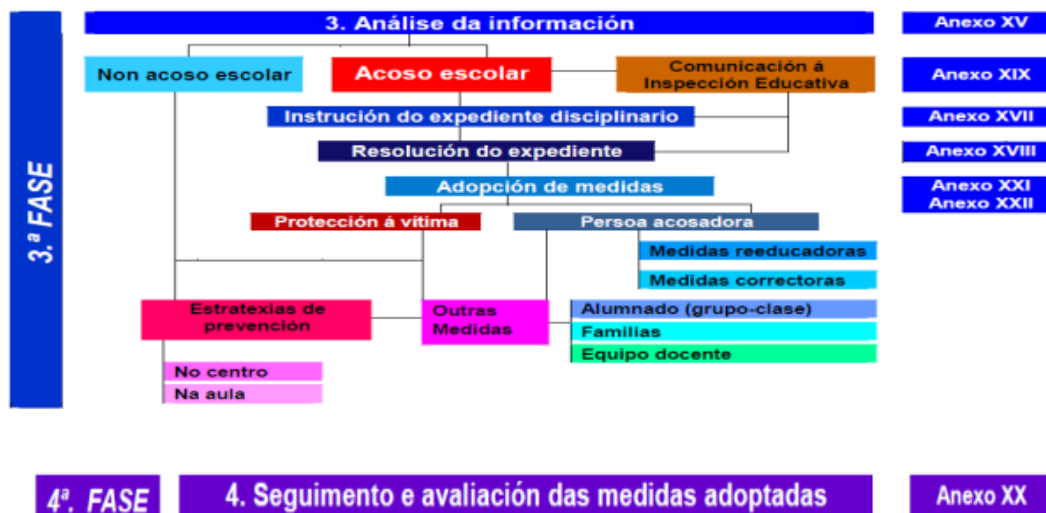 3. Análise da información
Anexo XV
Non acoso escolar
Acoso escolar
Comunicación á
Inspección Educativa
Anexo XIX
Instrución do expediente disciplinario
Anexo XVII
Resolución do expediente
Anexo XVIII
Adopción de medidas
Anexo XXI
Anexo XXII
3.ª FASE
Protección á vítima
Persoa acosadora
Medidas reeducadoras
Medidas correctoras
Estratexias de
prevención
Outras
Medidas
Alumnado (grupo-clase)
Familias
Equipo docente
No centro
Na aula
4ª. FASE
4. Seguimento e avaliación das medidas adoptadas
Anexo XX